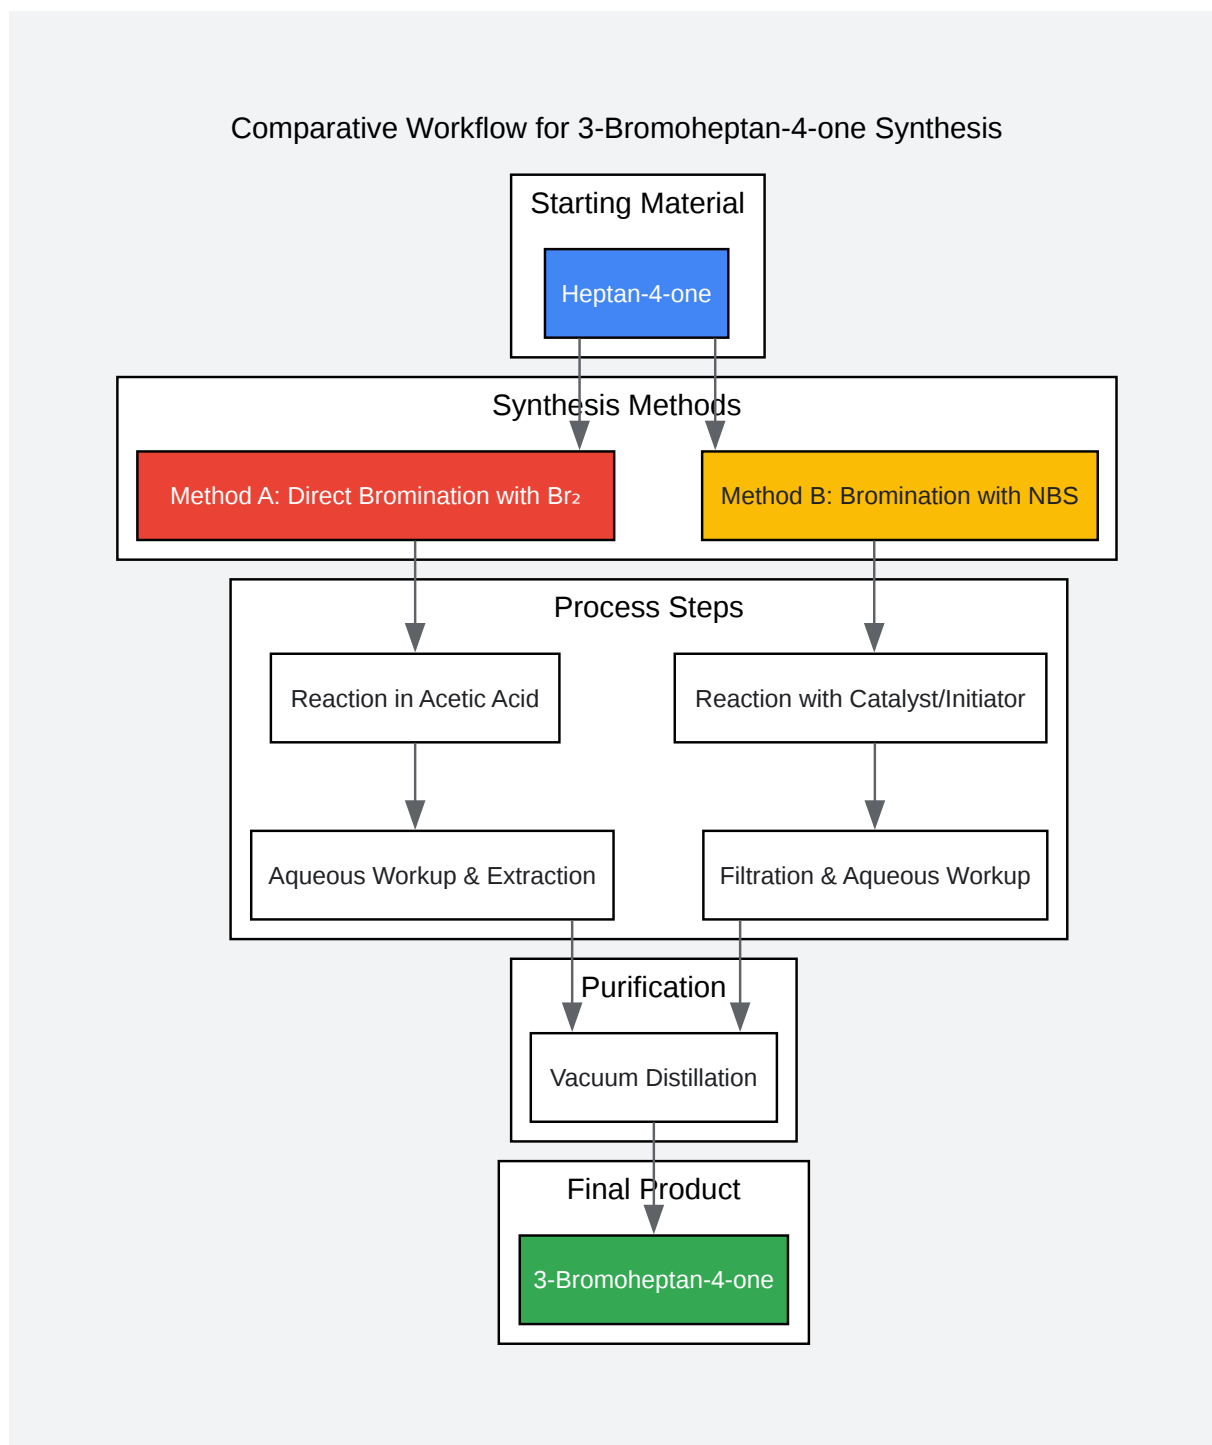 Comparative Workflow for 3-Bromoheptan-4-one Synthesis
Starting Material
Heptan-4-one
Synthesis Methods
Method A: Direct Bromination with Br₂
Method B: Bromination with NBS
Process Steps
Reaction in Acetic Acid
Reaction with Catalyst/Initiator
Aqueous Workup & Extraction
Filtration & Aqueous Workup
Purification
Vacuum Distillation
Final Product
3-Bromoheptan-4-one